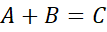 A + B = C